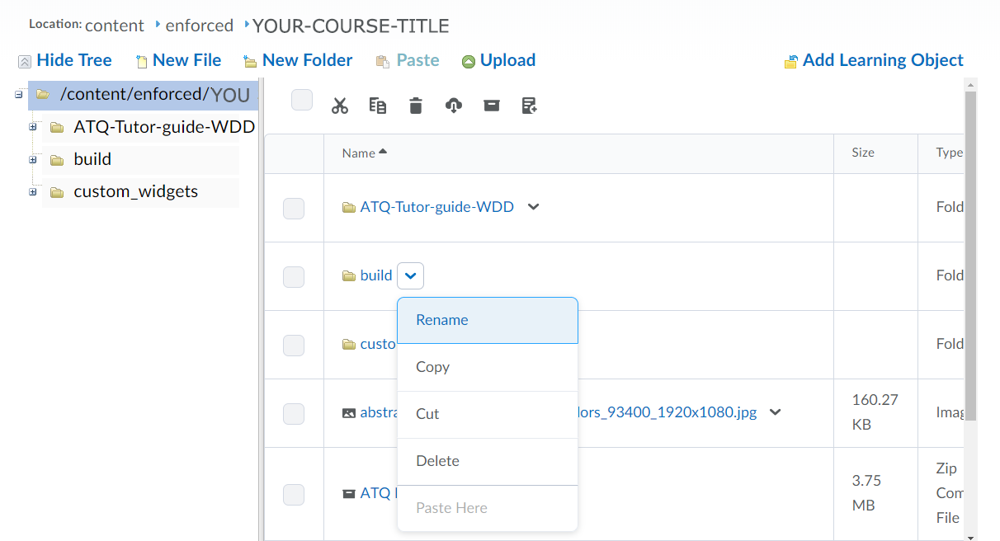 Location: content enforced YOUR-COURSE-TITLE
Hide Tree New File New Folder Paste Upload Add Learning Object
/content/enforced/YOU
ATQ-Tutor-guide-WDD
build
custom_widgets
Name Size Type
ATQ-Tutor-guide-WDD Fold
build Fold
Rename
custo Fold
Copy
abstra lors_93400_1920x1080.jpg 160.27 KB Imag
Cut
Delete
ATQ 3.75 MB Zip Com File
Paste Here